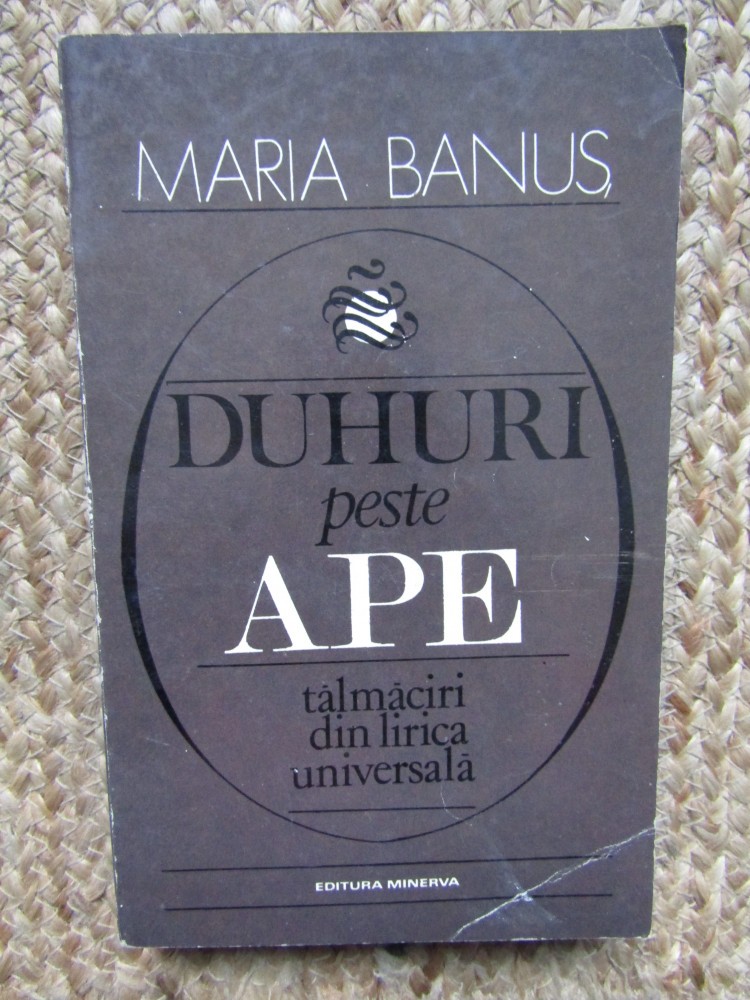 MARIA BANUȘ
DUHURI
peste
APE
tălmăciri
din lirica
universală
EDITURA MINERVA